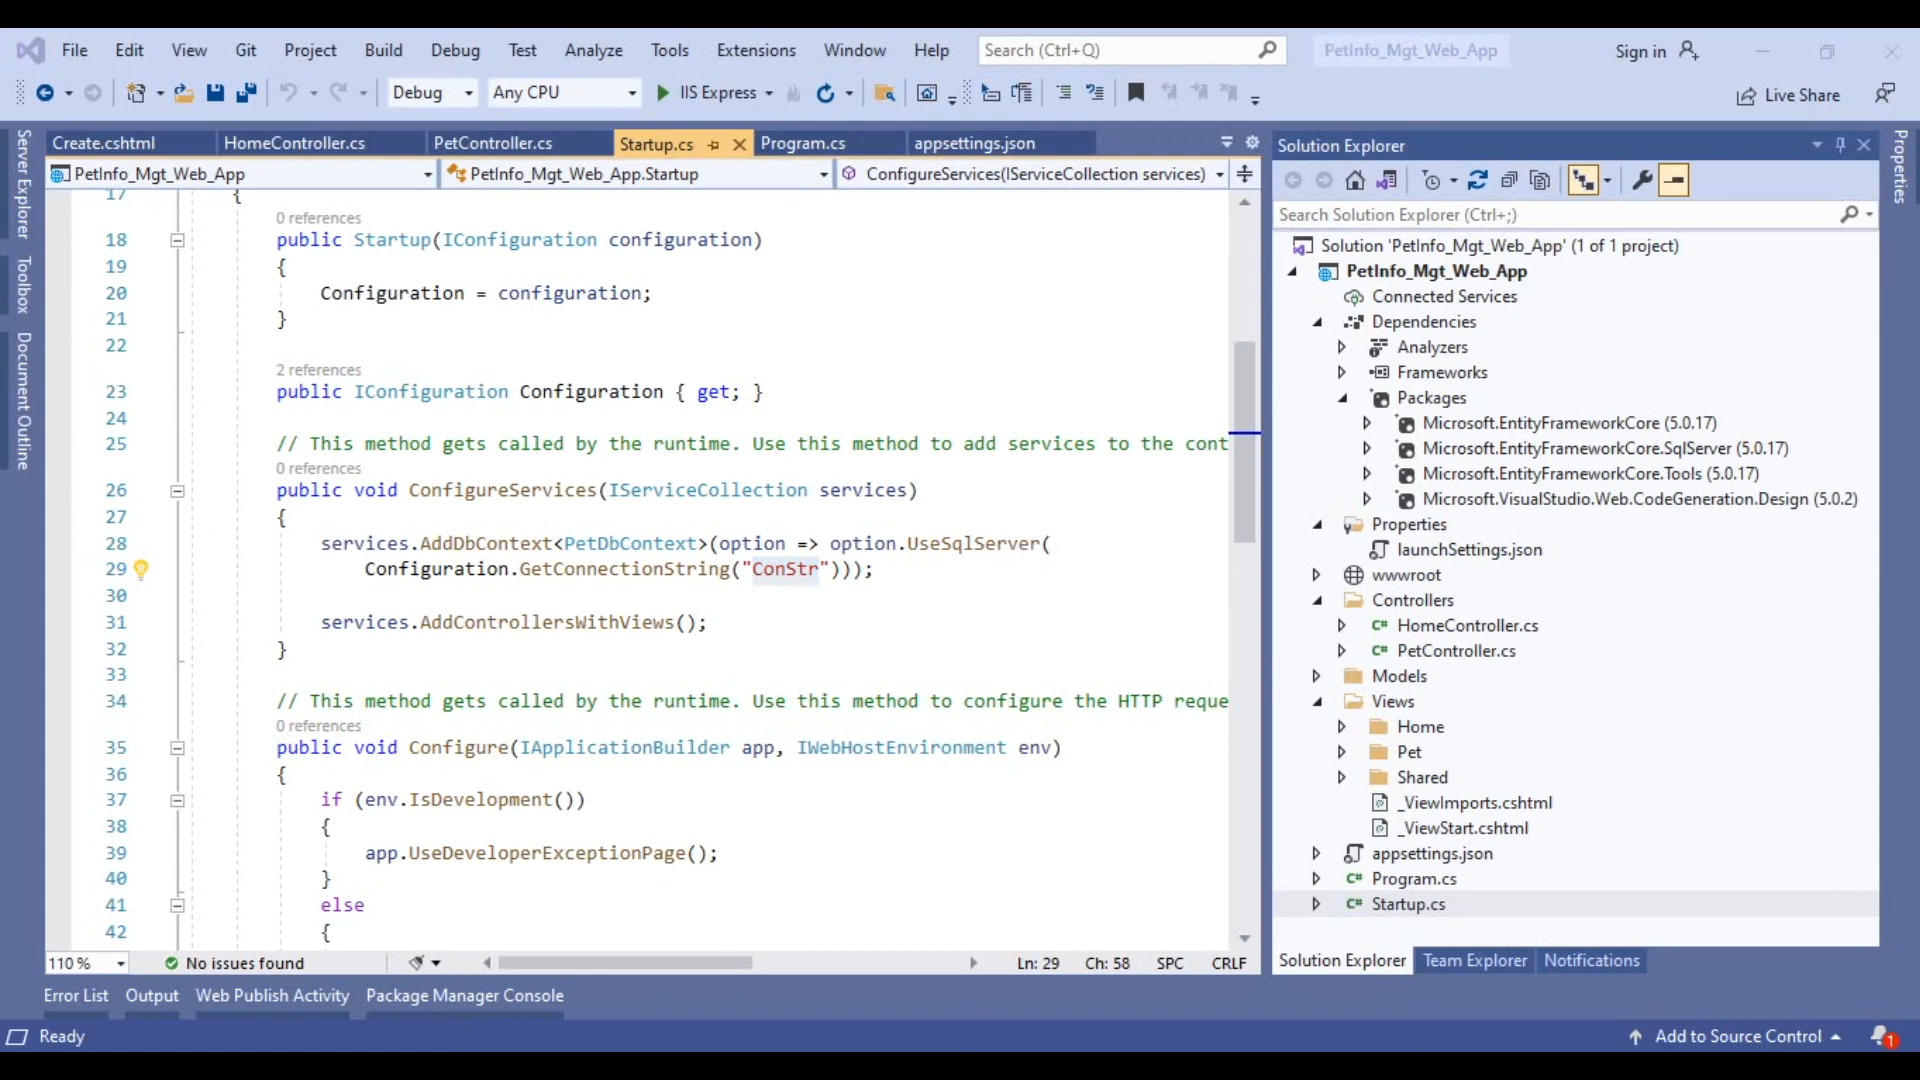 File Edit View Git Project Build Debug Test Analyze Tools Extensions Window Help Search (Ctrl+Q) PetInfo_Mgt_Web_App Sign in
Debug Any CPU IIS Express Live Share
Create.cshtml HomeController.cs PetController.cs Startup.cs Program.cs appsettings.json
PetInfo_Mgt_Web_App PetInfo_Mgt_Web_App.Startup ConfigureServices(IServiceCollection services)
17 {
0 references
18 public Startup(IConfiguration configuration)
19 {
20 Configuration = configuration;
21 }
22
2 references
23 public IConfiguration Configuration { get; }
24
25 // This method gets called by the runtime. Use this method to add services to the cont
0 references
26 public void ConfigureServices(IServiceCollection services)
27 {
28 services.AddDbContext<PetDbContext>(option => option.UseSqlServer(
29 Configuration.GetConnectionString("ConStr")));
30
31 services.AddControllersWithViews();
32 }
33
34 // This method gets called by the runtime. Use this method to configure the HTTP reque
0 references
35 public void Configure(IApplicationBuilder app, IWebHostEnvironment env)
36 {
37 if (env.IsDevelopment())
38 {
39 app.UseDeveloperExceptionPage();
40 }
41 else
42 {
110 % No issues found Ln: 29 Ch: 58 SPC CRLF
Server Explorer
Toolbox
Document Outline
Solution Explorer
Search Solution Explorer (Ctrl+;)
Solution 'PetInfo_Mgt_Web_App' (1 of 1 project)
PetInfo_Mgt_Web_App
Connected Services
Dependencies
Analyzers
Frameworks
Packages
Microsoft.EntityFrameworkCore (5.0.17)
Microsoft.EntityFrameworkCore.SqlServer (5.0.17)
Microsoft.EntityFrameworkCore.Tools (5.0.17)
Microsoft.VisualStudio.Web.CodeGeneration.Design (5.0.2)
Properties
launchSettings.json
wwwroot
Controllers
C# HomeController.cs
C# PetController.cs
Models
Views
Home
Pet
Shared
_ViewImports.cshtml
_ViewStart.cshtml
appsettings.json
C# Program.cs
C# Startup.cs
Solution Explorer Team Explorer Notifications
Properties
Error List Output Web Publish Activity Package Manager Console
Ready Add to Source Control 1